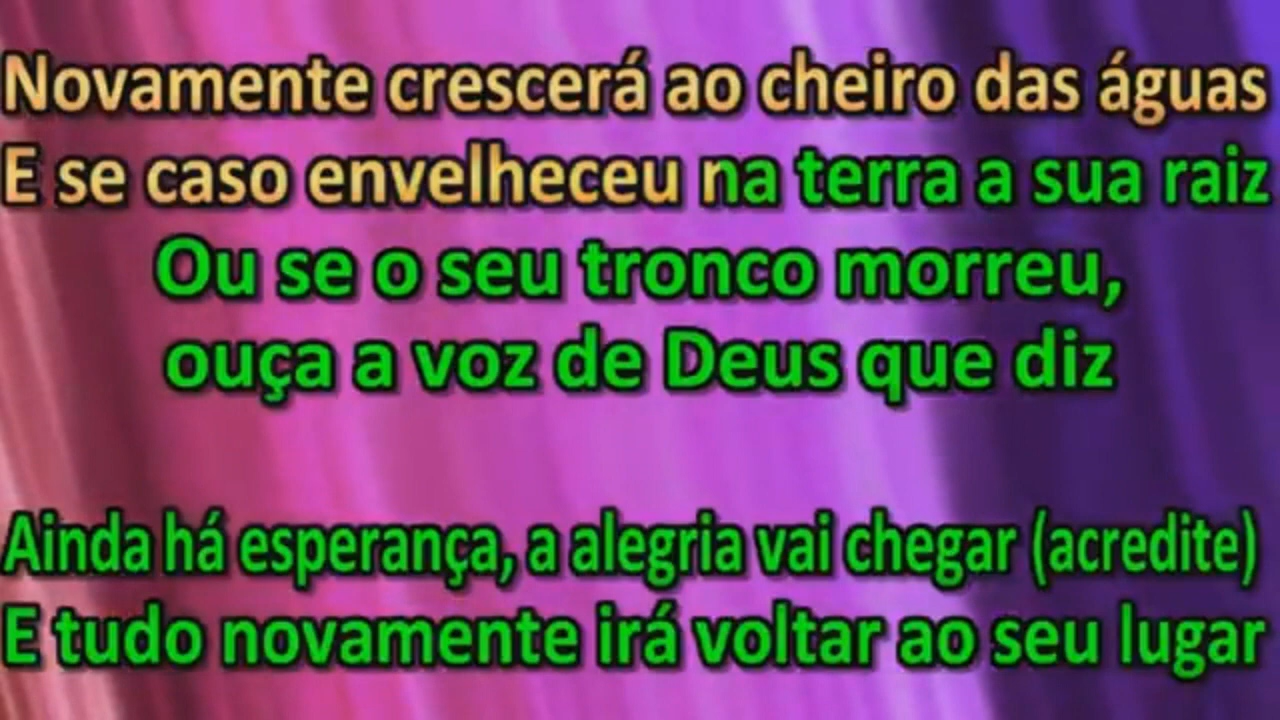 Novamente crescerá ao cheiro das águas
E se caso envelheceu na terra a sua raiz
Ou se o seu tronco morreu,
ouça a voz de Deus que diz
Ainda há esperança, a alegria vai chegar (acredite)
E tudo novamente irá voltar ao seu lugar